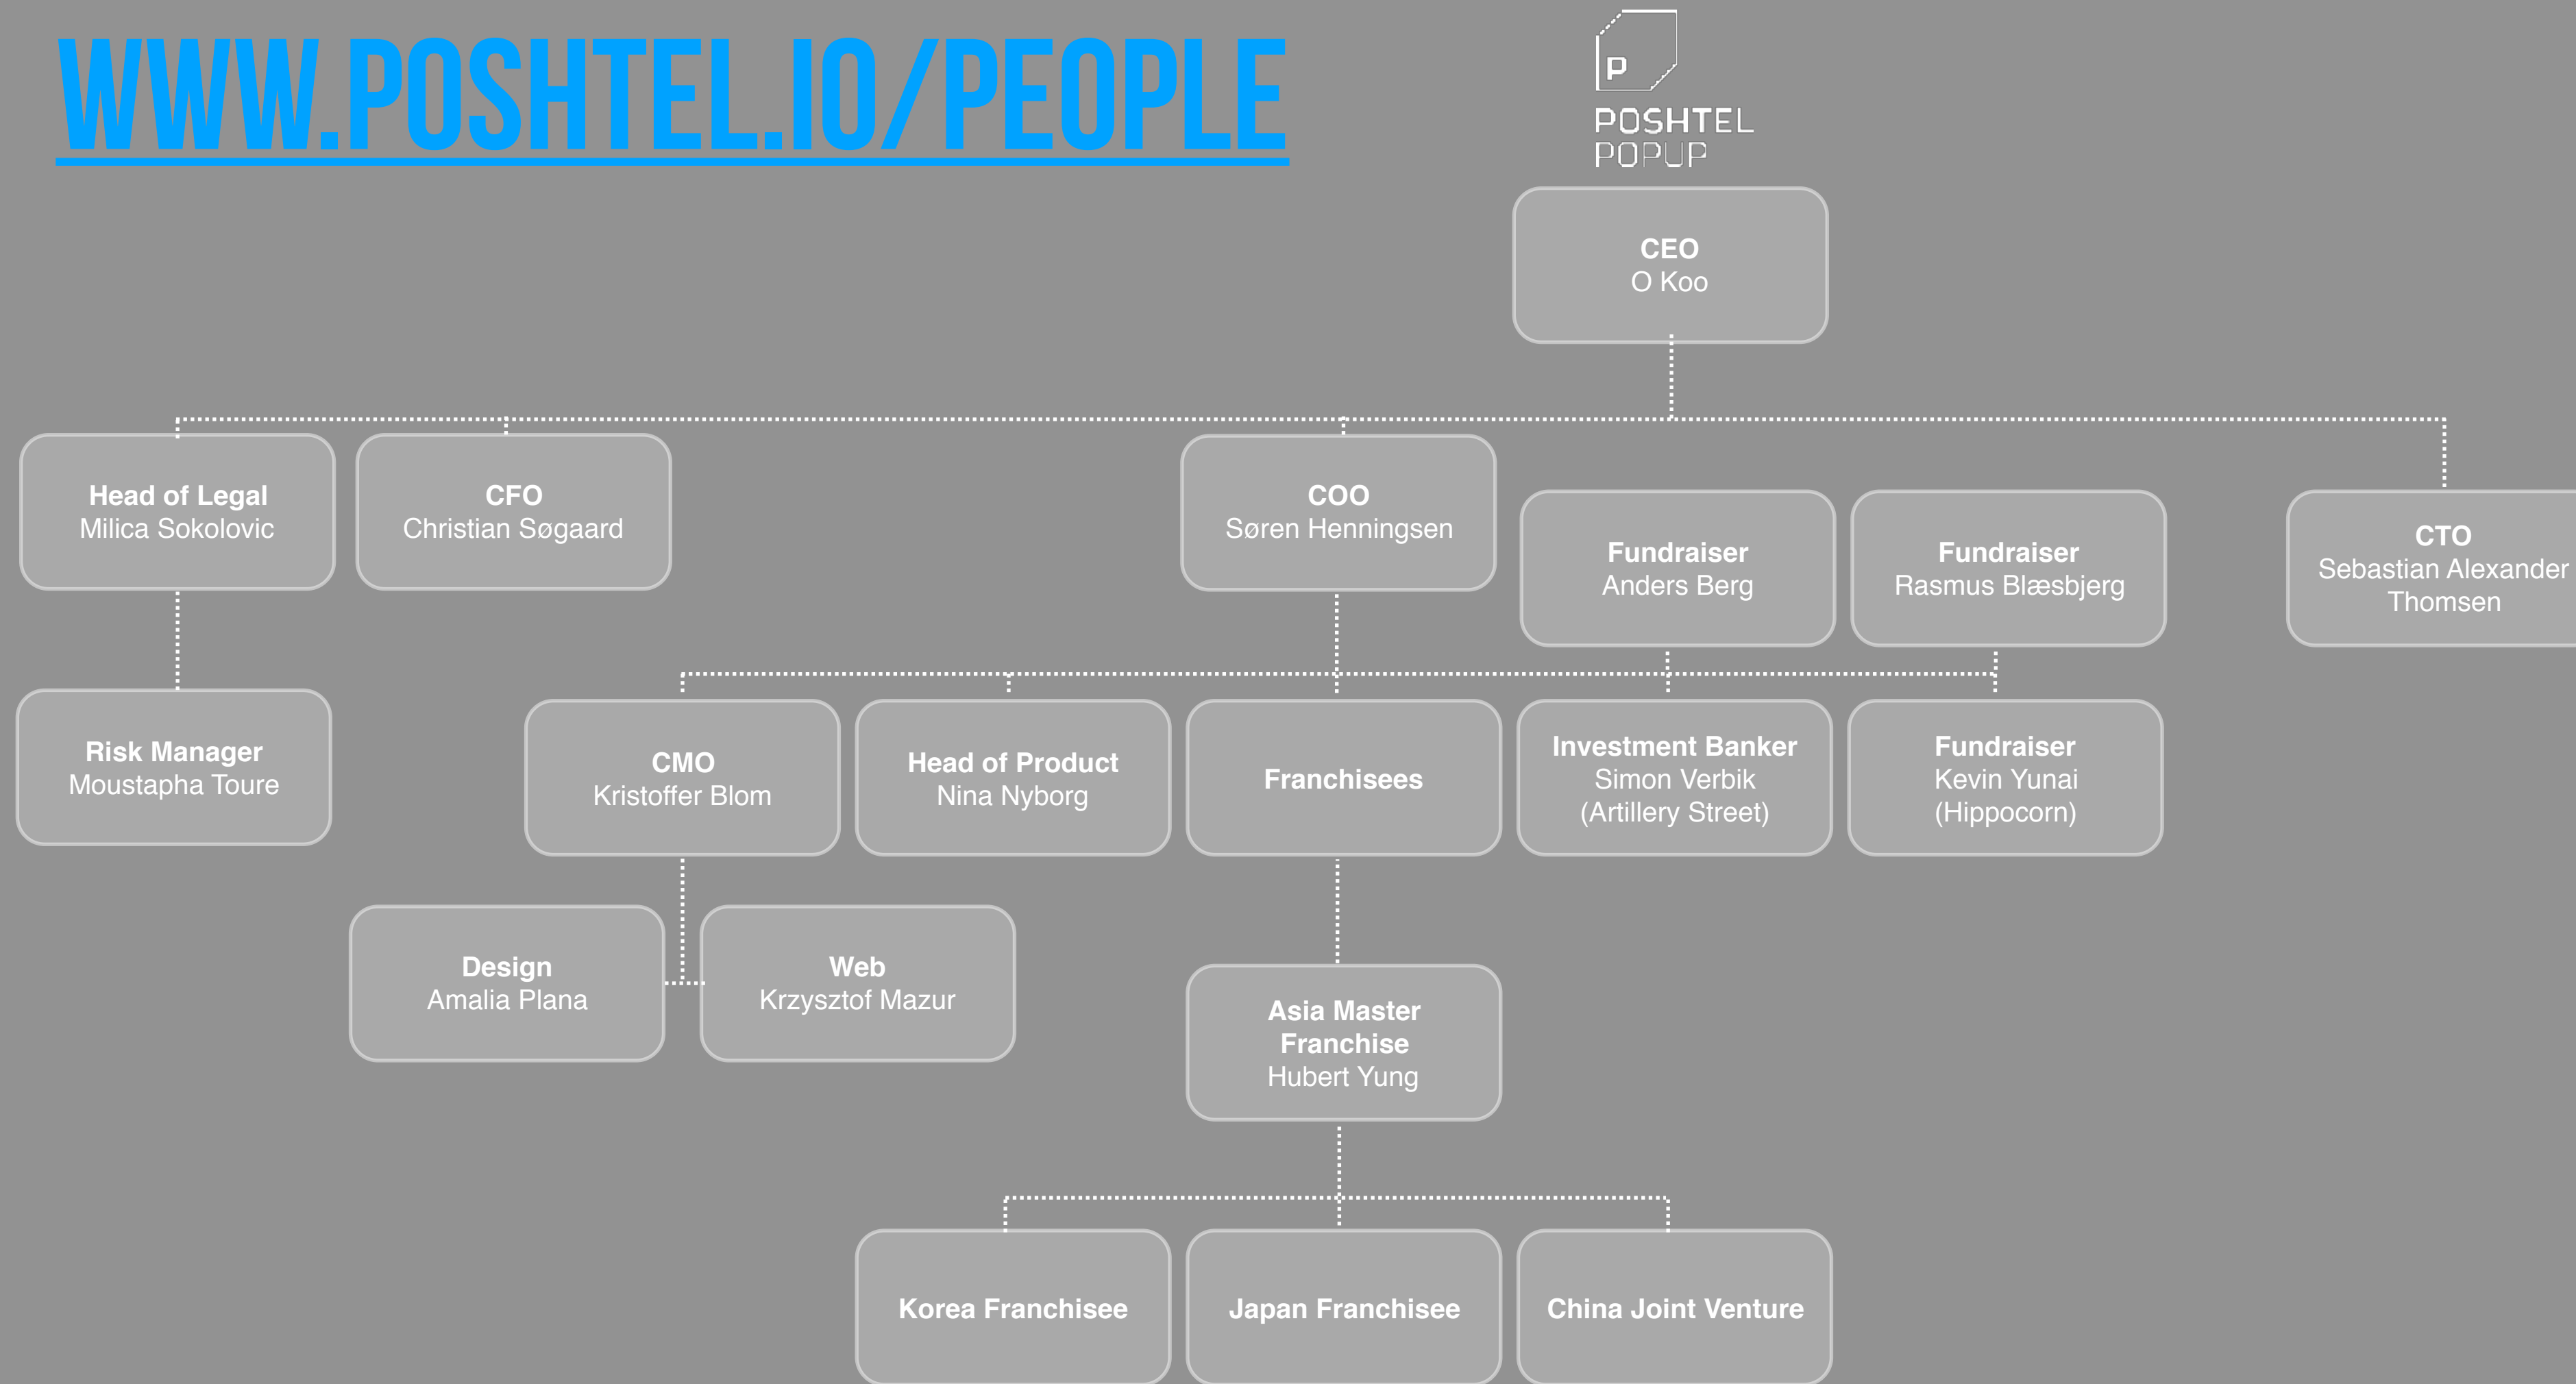 WWW.POSHTEL.IO/PEOPLE
P
POSHTEL
POPUP
CEO
O Koo
Head of Legal
Milica Sokolovic
CFO
Christian Søgaard
COO
Søren Henningsen
Fundraiser
Anders Berg
Fundraiser
Rasmus Blæsbjerg
CTO
Sebastian Alexander
Thomsen
Risk Manager
Moustapha Toure
CMO
Kristoffer Blom
Head of Product
Nina Nyborg
Franchisees
Investment Banker
Simon Verbik
(Artillery Street)
Fundraiser
Kevin Yunai
(Hippocorn)
Design
Amalia Plana
Web
Krzysztof Mazur
Asia Master
Franchise
Hubert Yung
Korea Franchisee
Japan Franchisee
China Joint Venture